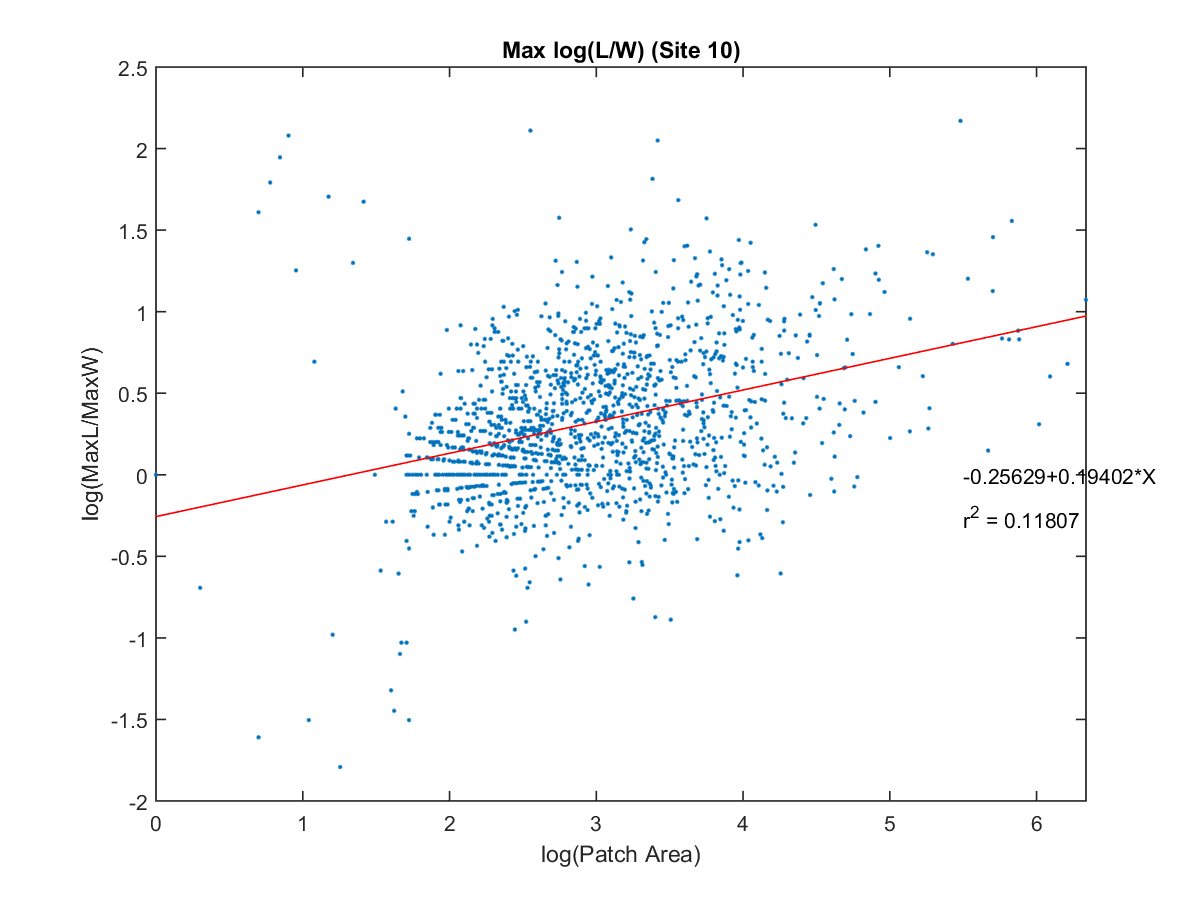 Max log(L/W) (Site 10)
2.5
2
1.5
1
0.5
0
-0.5
-1
-1.5
-2
log(MaxL/MaxW)
-0.25629+0.19402*X
r2 = 0.11807
0 1 2 3 4 5 6
log(Patch Area)